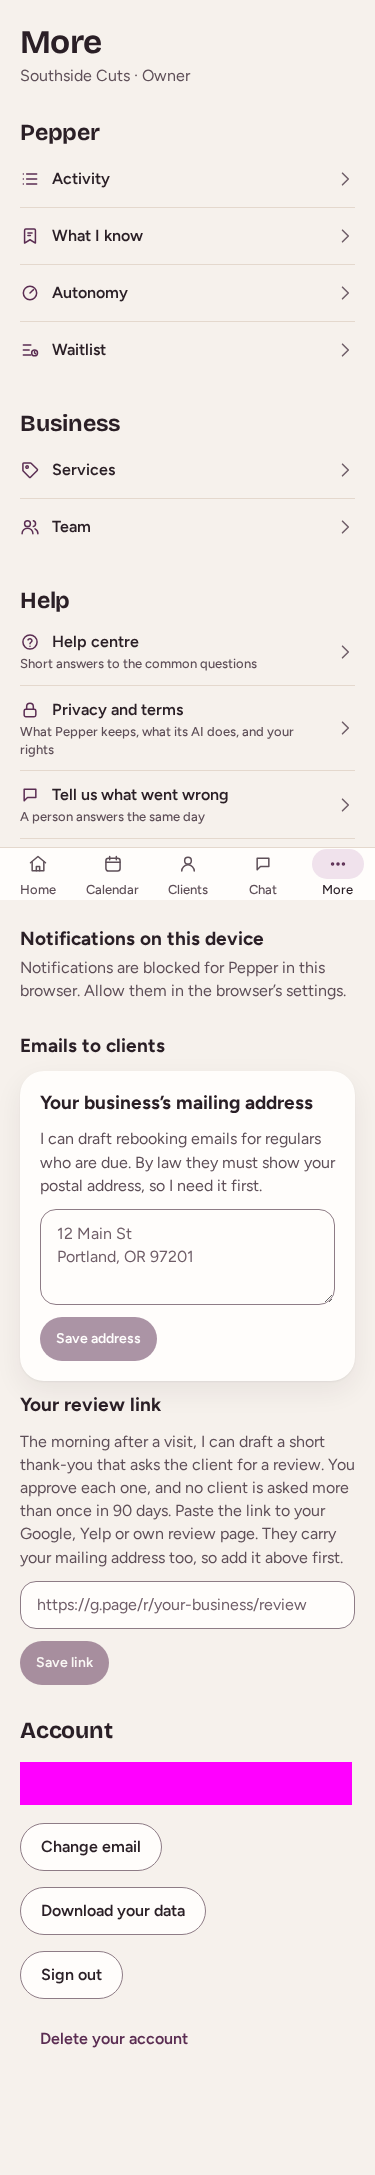 More
Southside Cuts · Owner
Pepper
Activity
What I know
Autonomy
Waitlist
Business
Services
Team
Help
Help centre
Short answers to the common questions
Privacy and terms
What Pepper keeps, what its AI does, and your
rights
Tell us what went wrong
A person answers the same day
Home
Calendar
Clients
Chat
More
Notifications on this device
Notifications are blocked for Pepper in this
browser. Allow them in the browser’s settings.
Emails to clients
Your business’s mailing address
I can draft rebooking emails for regulars
who are due. By law they must show your
postal address, so I need it first.
12 Main St
Portland, OR 97201
Save address
Your review link
The morning after a visit, I can draft a short
thank-you that asks the client for a review. You
approve each one, and no client is asked more
than once in 90 days. Paste the link to your
Google, Yelp or own review page. They carry
your mailing address too, so add it above first.
https://g.page/r/your-business/review
Save link
Account
Change email
Download your data
Sign out
Delete your account